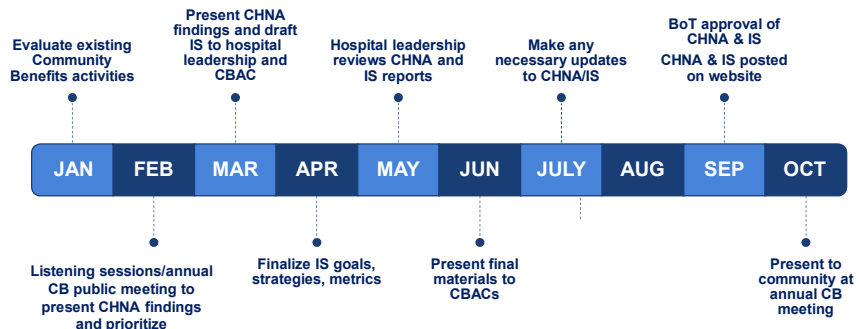 Evaluate existing
Community
Benefits activities
Present CHNA
findings and draft
IS to hospital
leadership and
CBAC
Hospital leadership
reviews CHNA and
IS reports
Make any
necessary updates
to CHNA/IS
BoT approval of
CHNA & IS
CHNA & IS posted
on website
JAN FEB MAR APR MAY JUN JULY AUG SEP OCT
Listening sessions/annual
CB public meeting to
present CHNA findings
and prioritize
Finalize IS goals,
strategies, metrics
Present final
materials to
CBACs
Present to
community at
annual CB
meeting